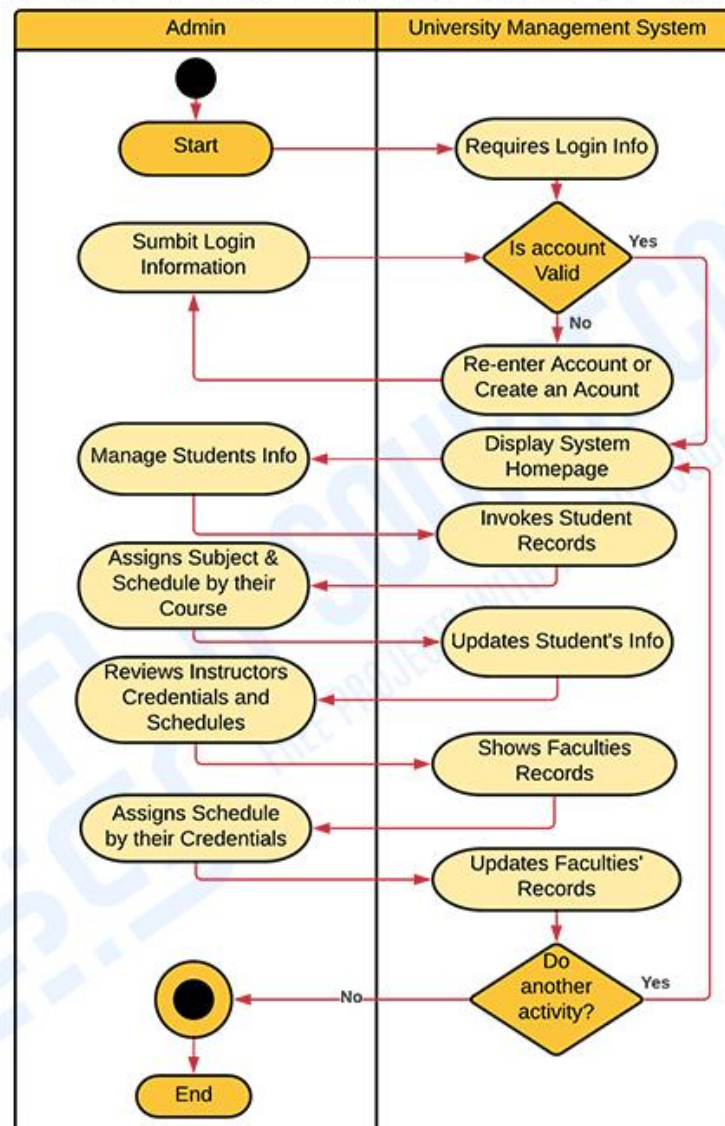 Admin
University Management System
Start
Requires Login Info
Sumbit Login
Information
Is account
Valid
Yes
No
Re-enter Account or
Create an Acount
Manage Students Info
Display System
Homepage
Invokes Student
Records
Assigns Subject &
Schedule by their
Course
Updates Student's Info
Reviews Instructors
Credentials and
Schedules
Shows Faculties
Records
Assigns Schedule
by their Credentials
Updates Faculties'
Records
Do
another
activity?
Yes
No
End